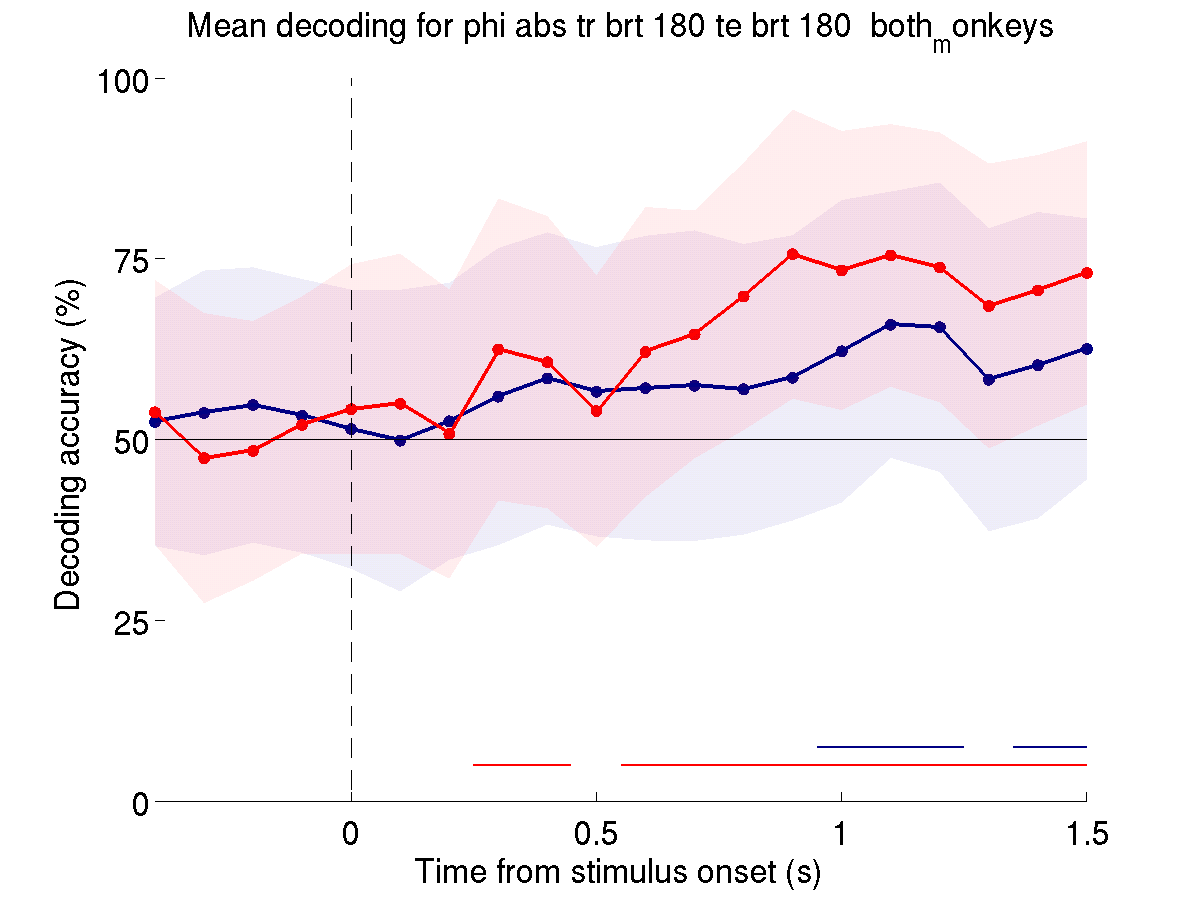 Mean decoding for phi abs tr brt 180 te brt 180 both_monkeys
100
75
50
25
0
Decoding accuracy (%)
0 0.5 1 1.5
Time from stimulus onset (s)